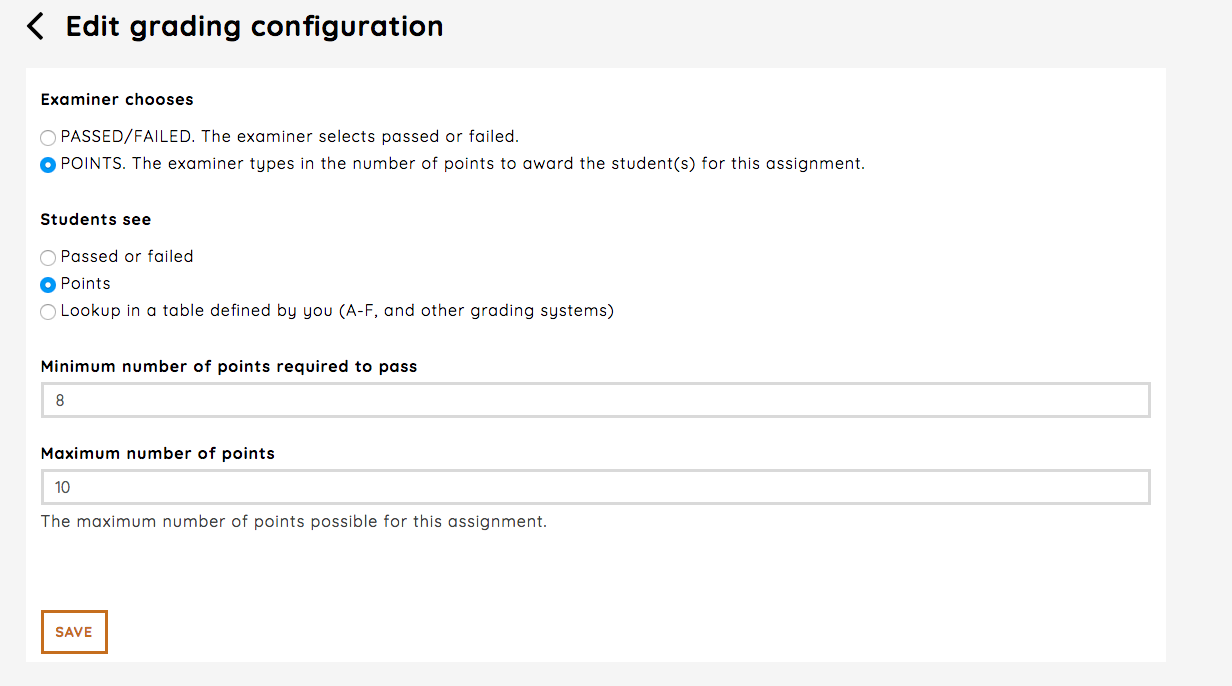 Edit grading configuration
Examiner chooses
PASSED/FAILED. The examiner selects passed or failed.
POINTS. The examiner types in the number of points to award the student(s) for this assignment.
Students see
Passed or failed
Points
Lookup in a table defined by you (A-F, and other grading systems)
Minimum number of points required to pass
8
Maximum number of points
10
The maximum number of points possible for this assignment.
SAVE